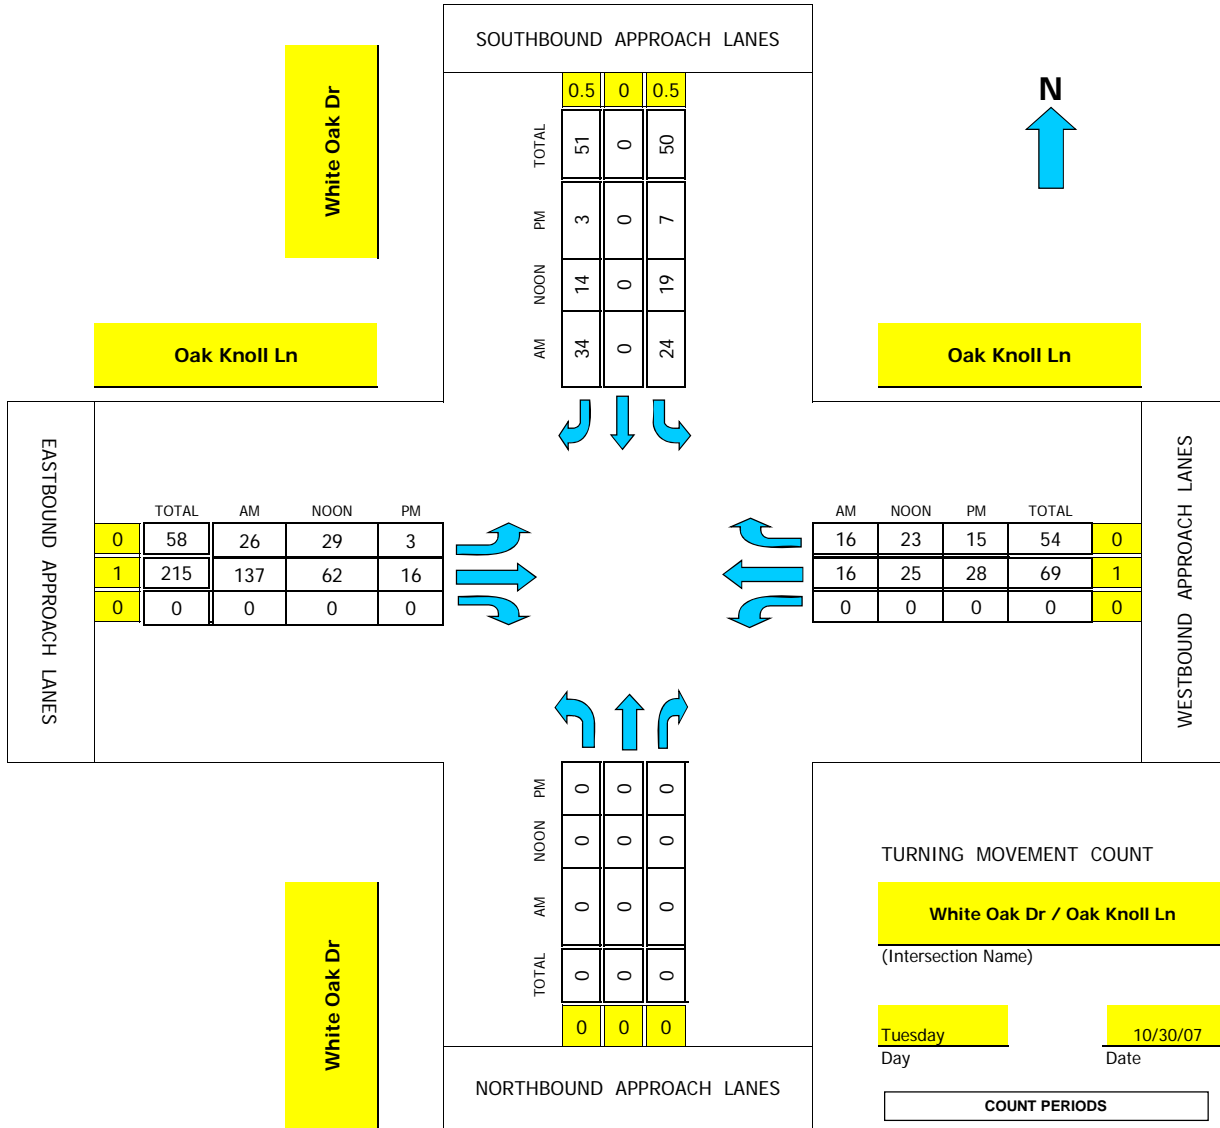 SOUTHBOUND APPROACH LANES
0.5 0 0.5
TOTAL 51 0 50
PM 3 0 7
NOON 14 0 19
AM 34 0 24
White Oak Dr
N
Oak Knoll Ln
Oak Knoll Ln
EASTBOUND APPROACH LANES
TOTAL AM NOON PM
0 58 26 29 3
1 215 137 62 16
0 0 0 0 0
AM NOON PM TOTAL
16 23 15 54 0
16 25 28 69 1
0 0 0 0 0
WESTBOUND APPROACH LANES
PM 0 0 0
NOON 0 0 0
AM 0 0 0
TOTAL 0 0 0
0 0 0
White Oak Dr
NORTHBOUND APPROACH LANES
TURNING MOVEMENT COUNT
White Oak Dr / Oak Knoll Ln
(Intersection Name)
Tuesday 10/30/07
Day Date
COUNT PERIODS